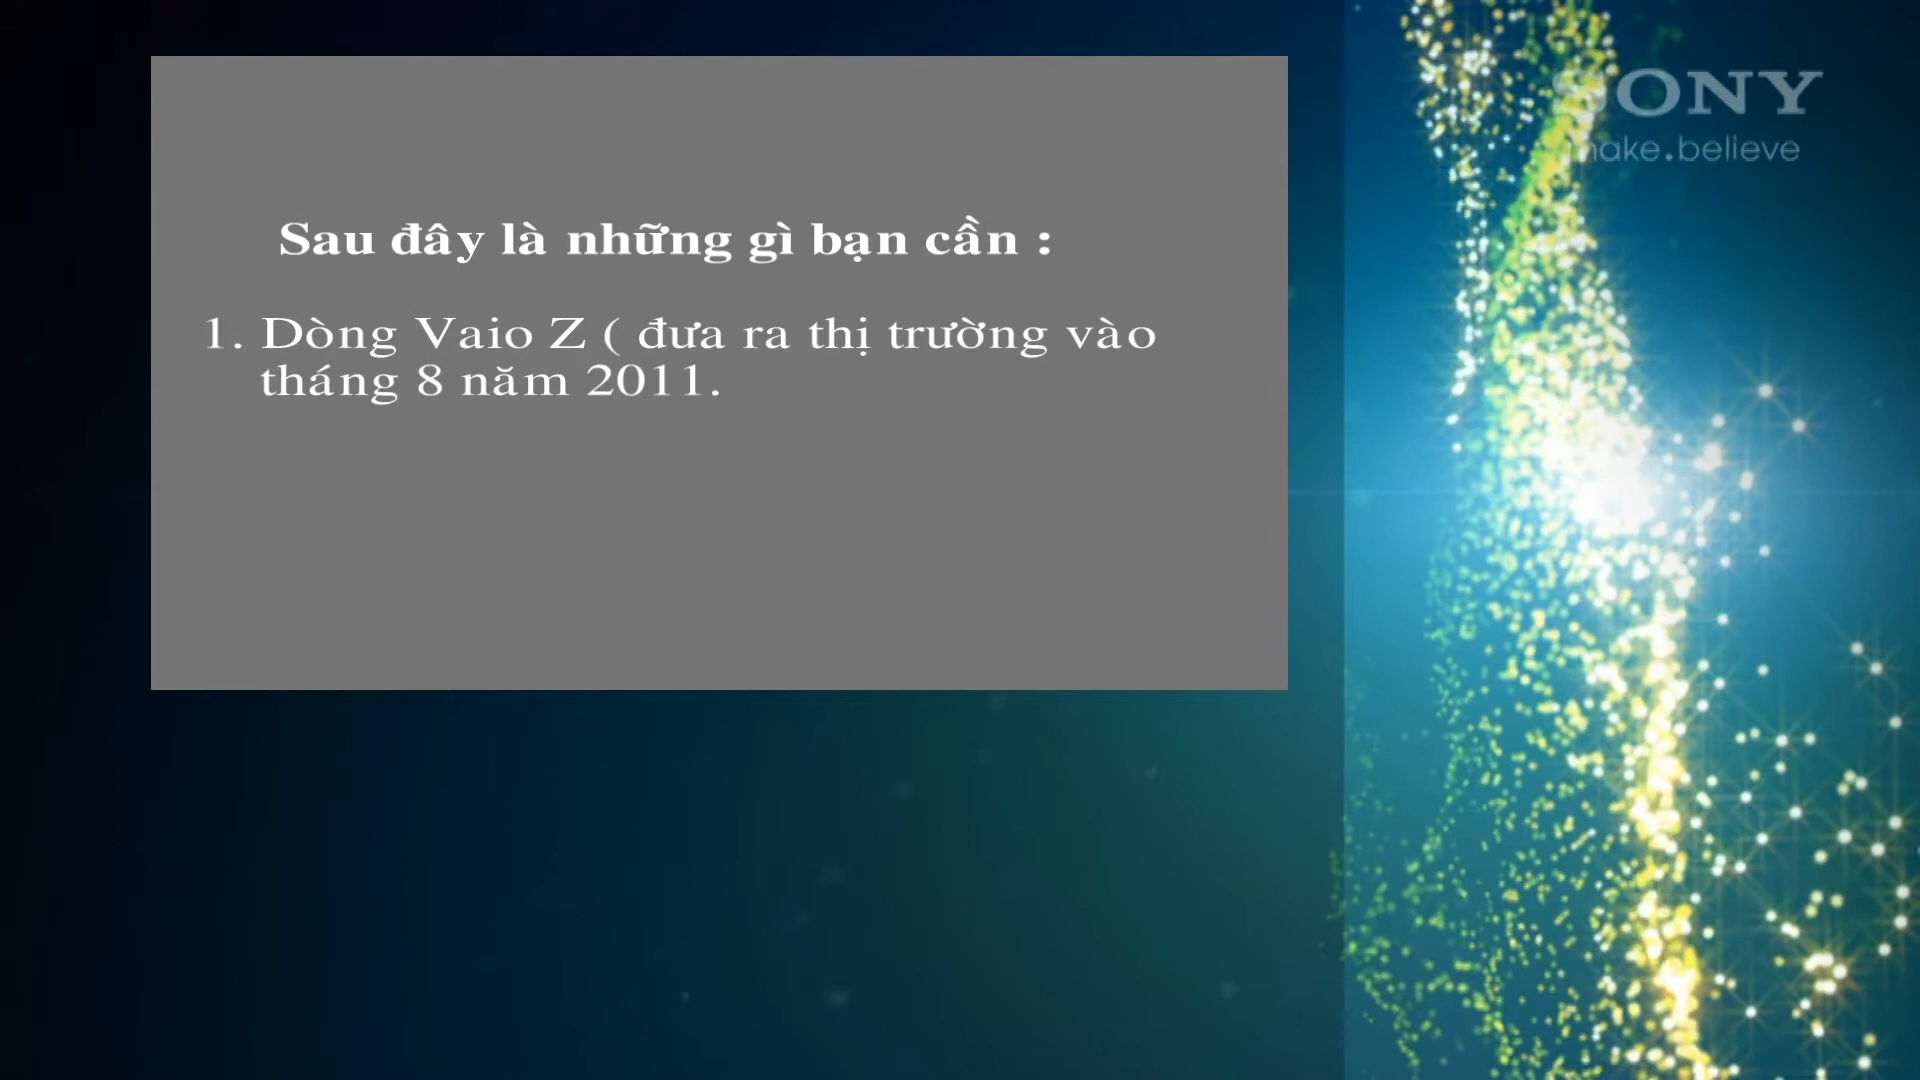 SONY
make.believe
Sau đây là những gì bạn cần :
1. Dòng Vaio Z ( đưa ra thị trường vào
tháng 8 năm 2011.